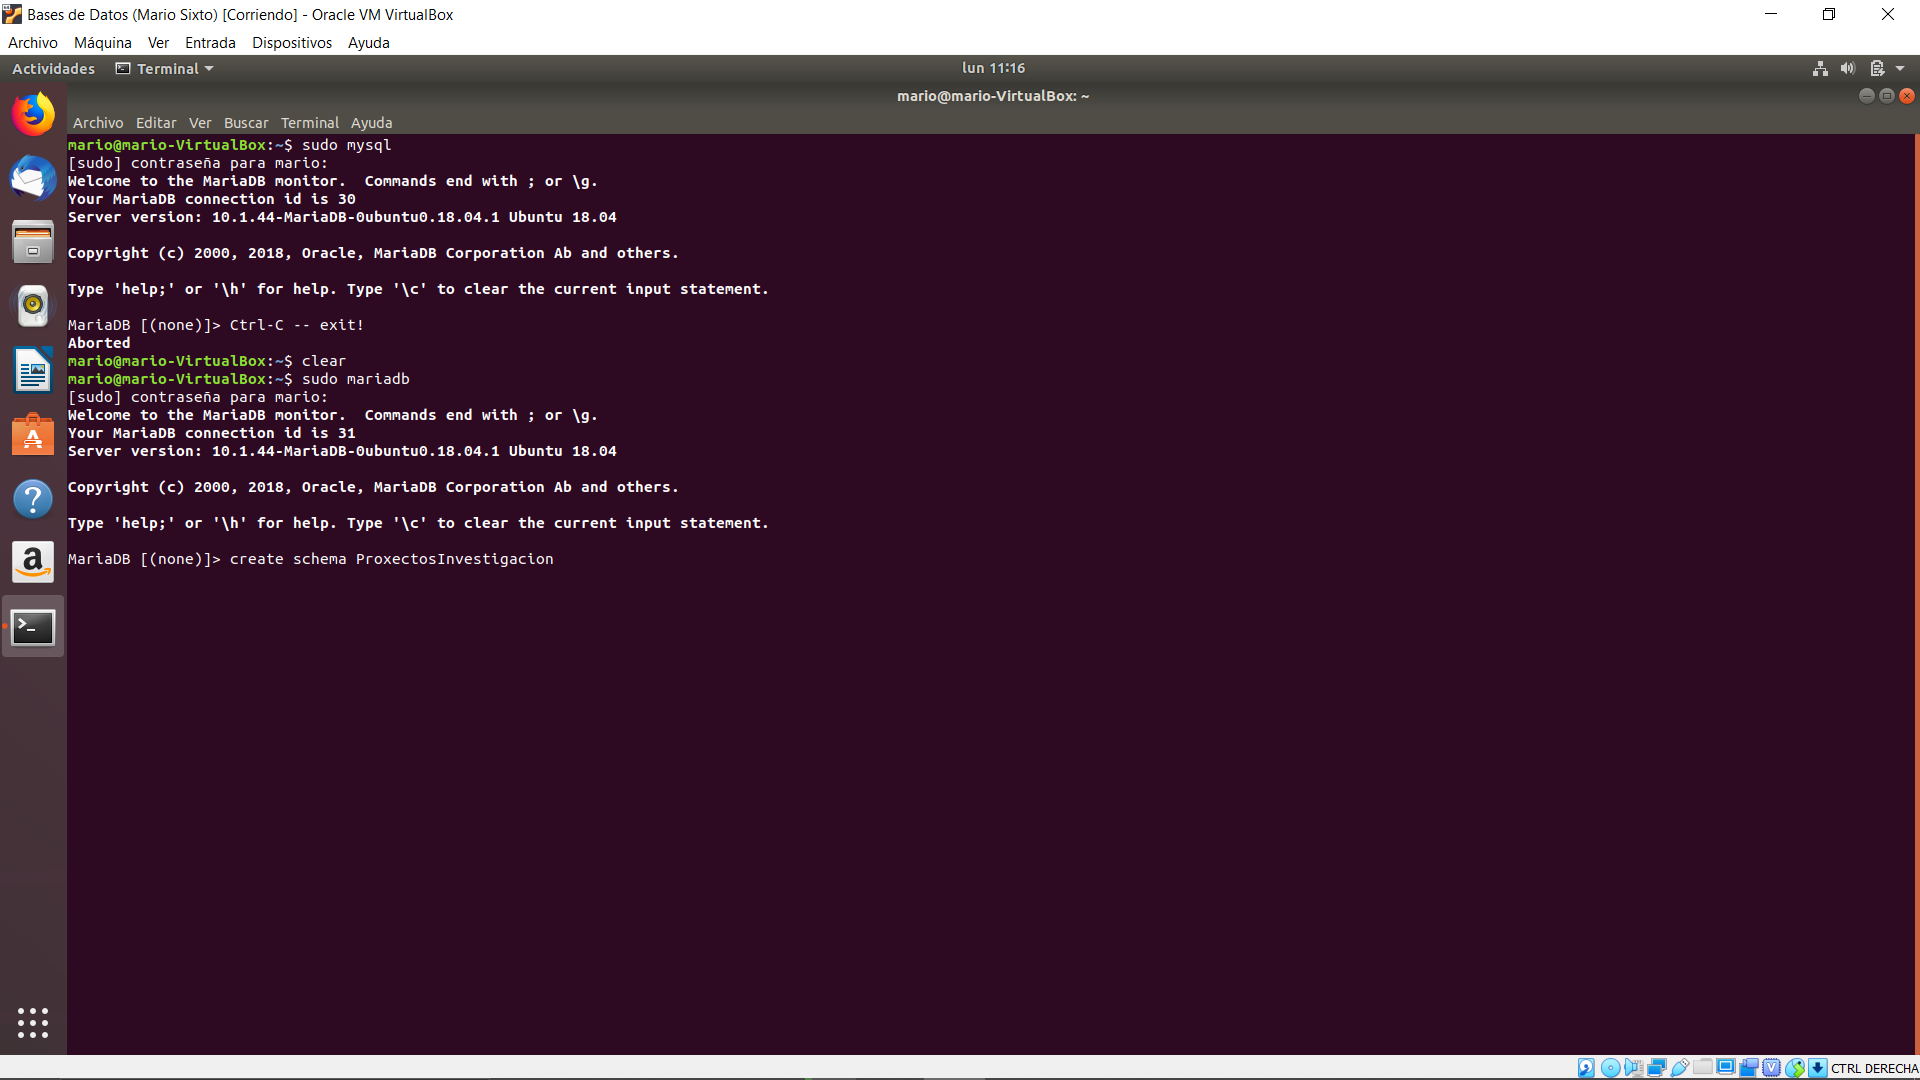 Bases de Datos (Mario Sixto) [Corriendo] - Oracle VM VirtualBox
Archivo Máquina Ver Entrada Dispositivos Ayuda
Actividades Terminal lun 11:16
mario@mario-VirtualBox: ~
Archivo Editar Ver Buscar Terminal Ayuda
mario@mario-VirtualBox:~$ sudo mysql
[sudo] contraseña para mario:
Welcome to the MariaDB monitor.  Commands end with ; or \g.
Your MariaDB connection id is 30
Server version: 10.1.44-MariaDB-0ubuntu0.18.04.1 Ubuntu 18.04
Copyright (c) 2000, 2018, Oracle, MariaDB Corporation Ab and others.
Type 'help;' or '\h' for help. Type '\c' to clear the current input statement.
MariaDB [(none)]> Ctrl-C -- exit!
Aborted
mario@mario-VirtualBox:~$ clear
mario@mario-VirtualBox:~$ sudo mariadb
[sudo] contraseña para mario:
Welcome to the MariaDB monitor.  Commands end with ; or \g.
Your MariaDB connection id is 31
Server version: 10.1.44-MariaDB-0ubuntu0.18.04.1 Ubuntu 18.04
Copyright (c) 2000, 2018, Oracle, MariaDB Corporation Ab and others.
Type 'help;' or '\h' for help. Type '\c' to clear the current input statement.
MariaDB [(none)]> create schema ProxectosInvestigacion
CTRL DERECHA